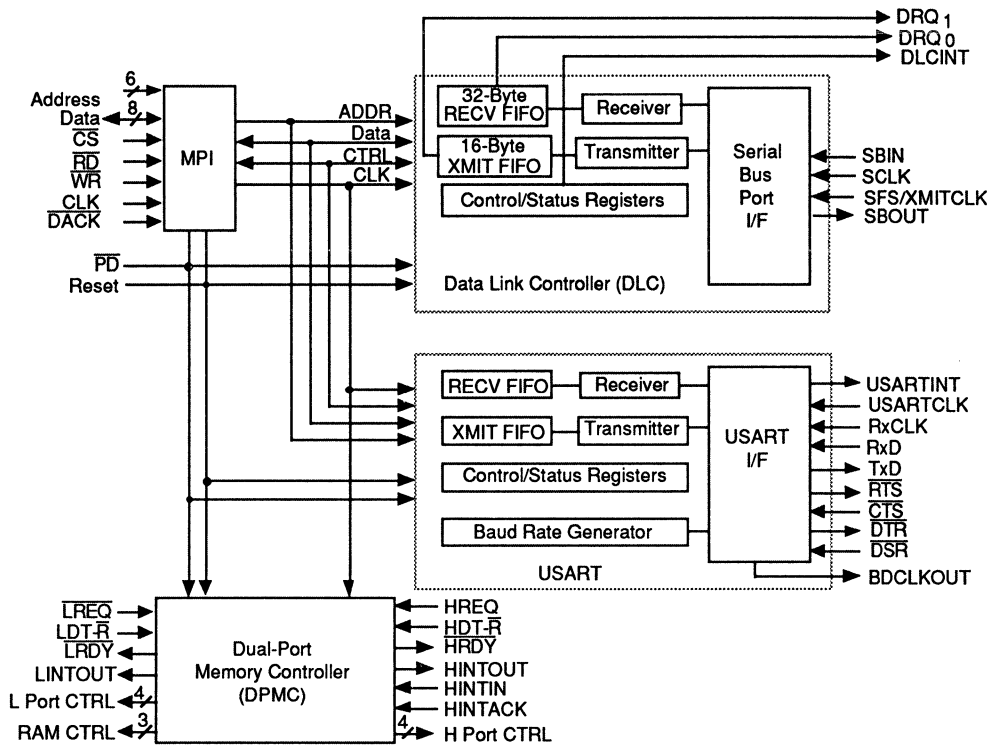 DRQ 1
DRQ 0
DLCINT
6
Address
8
Data
CS
RD
WR
CLK
DACK
MPI
ADDR
Data
CTRL
CLK
32-Byte
RECV FIFO
Receiver
16-Byte
XMIT FIFO
Transmitter
Control/Status Registers
Serial
Bus
Port
I/F
SBIN
SCLK
SFS/XMITCLK
SBOUT
PD
Reset
Data Link Controller (DLC)
RECV FIFO
Receiver
XMIT FIFO
Transmitter
Control/Status Registers
Baud Rate Generator
USART
I/F
USART
USARTINT
USARTCLK
RxCLK
RxD
TxD
RTS
CTS
DTR
DSR
BDCLKOUT
LREQ
LDT-R
LRDY
LINTOUT
4
L Port CTRL
3
RAM CTRL
Dual-Port
Memory Controller
(DPMC)
HREQ
HDT-R
HRDY
HINTOUT
HINTIN
HINTACK
4
H Port CTRL